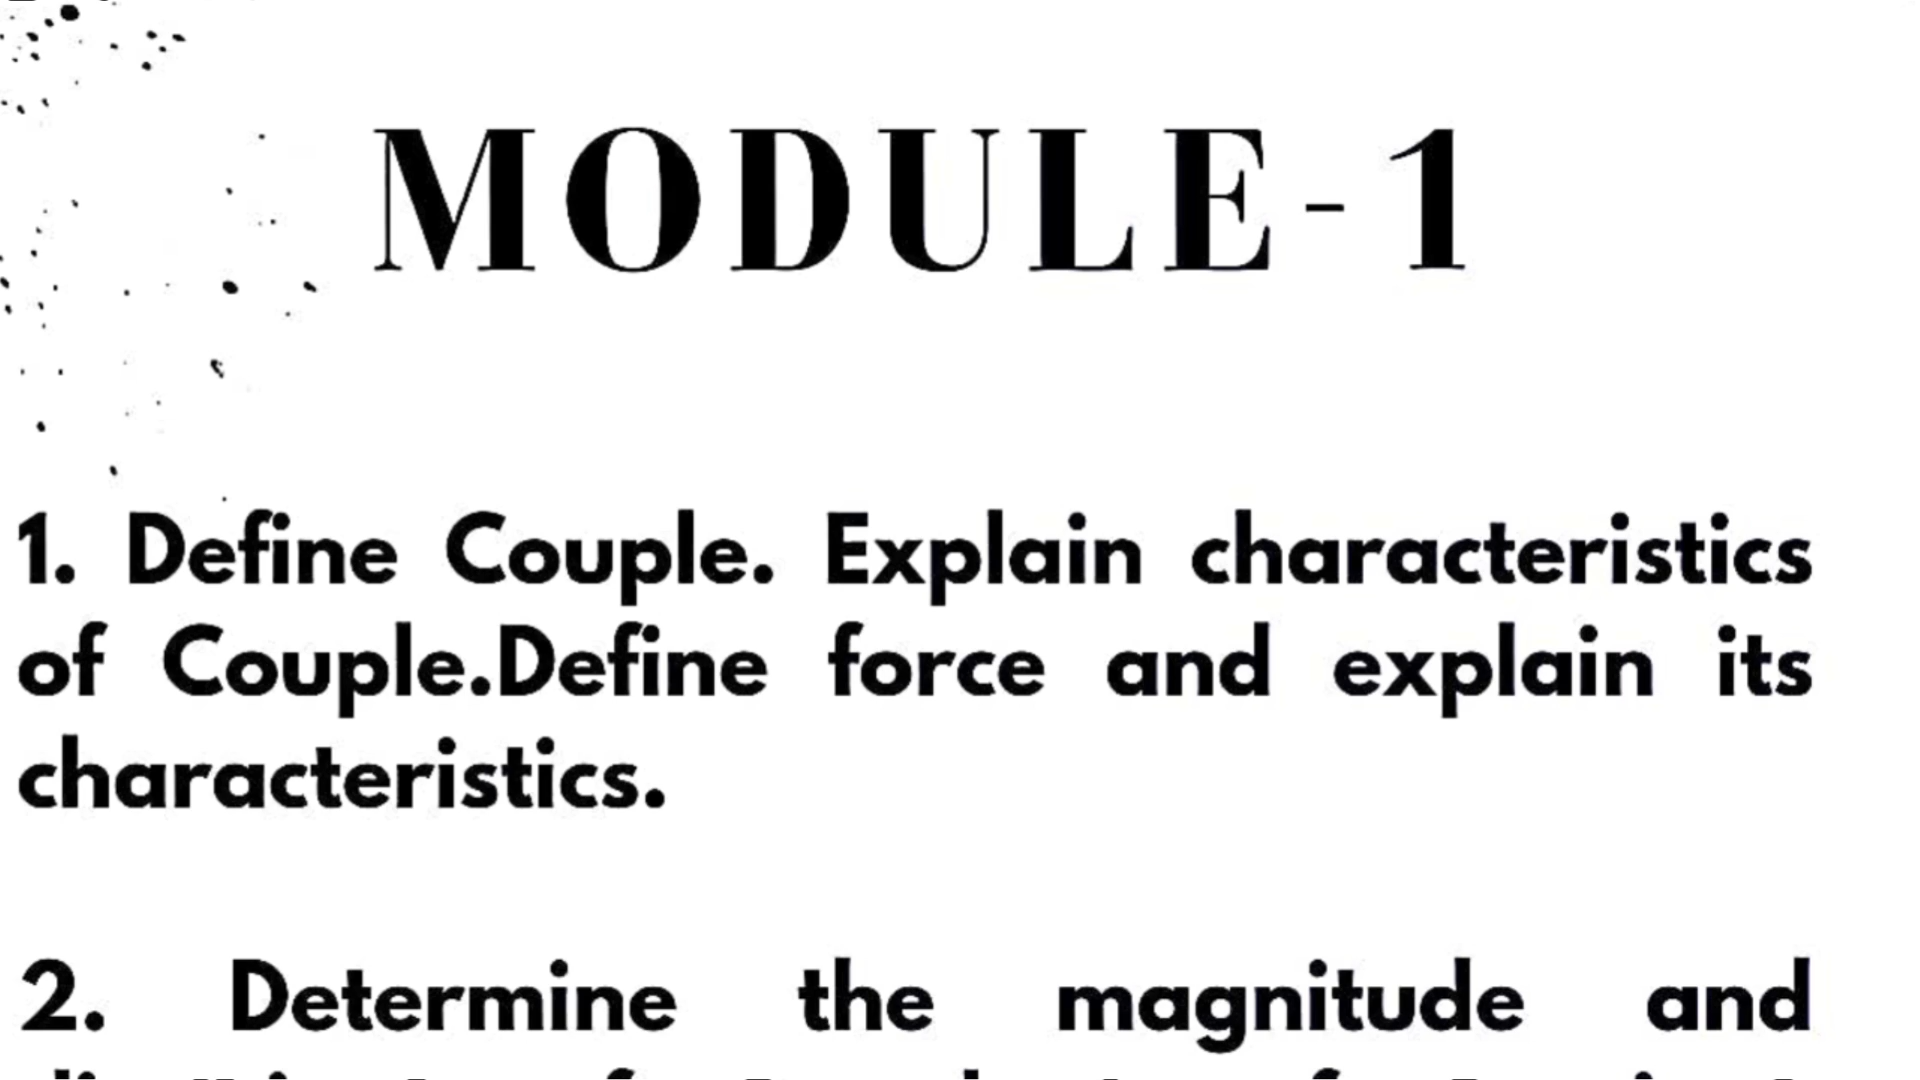 MODULE-1
1. Define Couple. Explain characteristics
of Couple.Define force and explain its
characteristics.
2. Determine the magnitude and